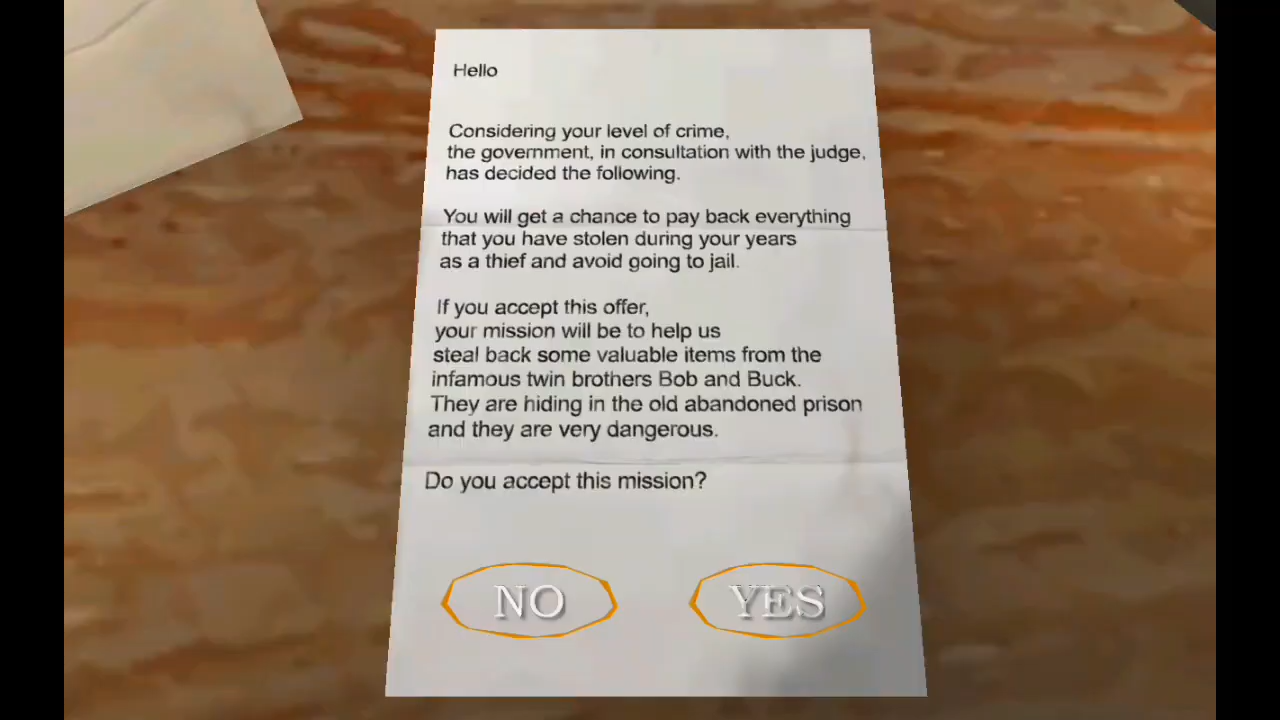 Hello
Considering your level of crime,
the government, in consultation with the judge,
has decided the following.
You will get a chance to pay back everything
that you have stolen during your years
as a thief and avoid going to jail.
If you accept this offer,
your mission will be to help us
steal back some valuable items from the
infamous twin brothers Bob and Buck.
They are hiding in the old abandoned prison
and they are very dangerous.
Do you accept this mission?
NO YES